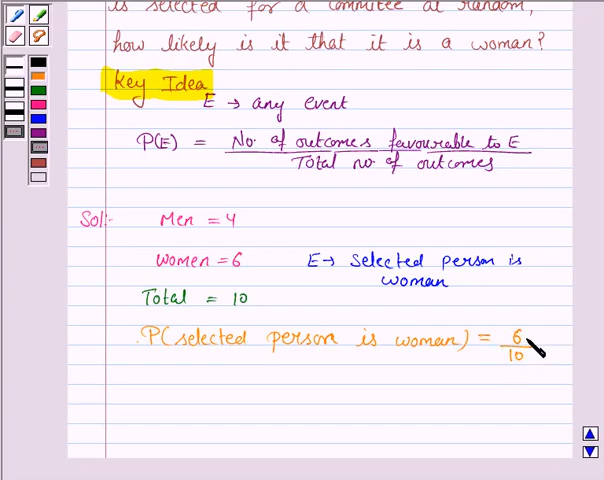 is selected for a commitee at random,
how likely is it that it is a woman?
Key Idea
E → any event
P(E) = No. of outcomes favourable to E
Total no of outcomes
Sol:- Men = 4
women = 6 E → Selected person is
woman
Total = 10
P(selected person is woman) = 6
10